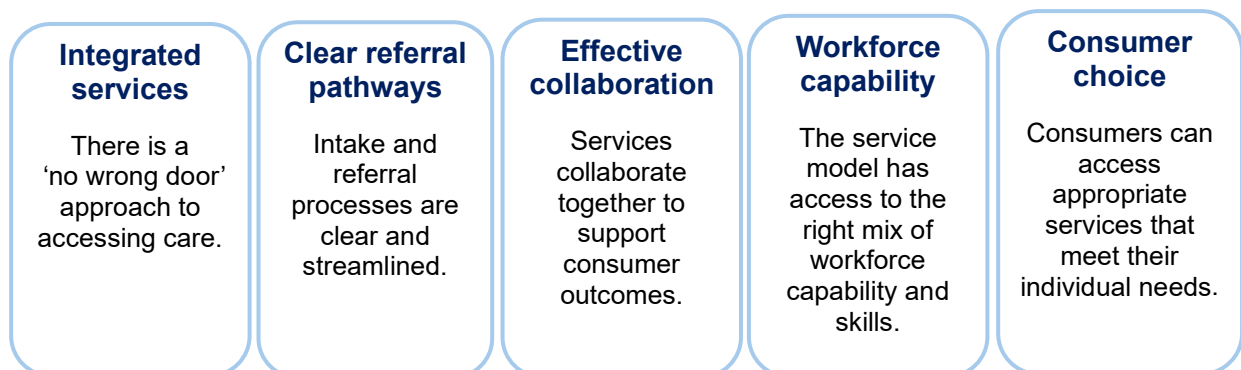 Integrated
services
There is a
‘no wrong door’
approach to
accessing care.
Clear referral
pathways
Intake and
referral
processes are
clear and
streamlined.
Effective
collaboration
Services
collaborate
together to
support
consumer
outcomes.
Workforce
capability
The service
model has
access to the
right mix of
workforce
capability and
skills.
Consumer
choice
Consumers can
access
appropriate
services that
meet their
individual needs.